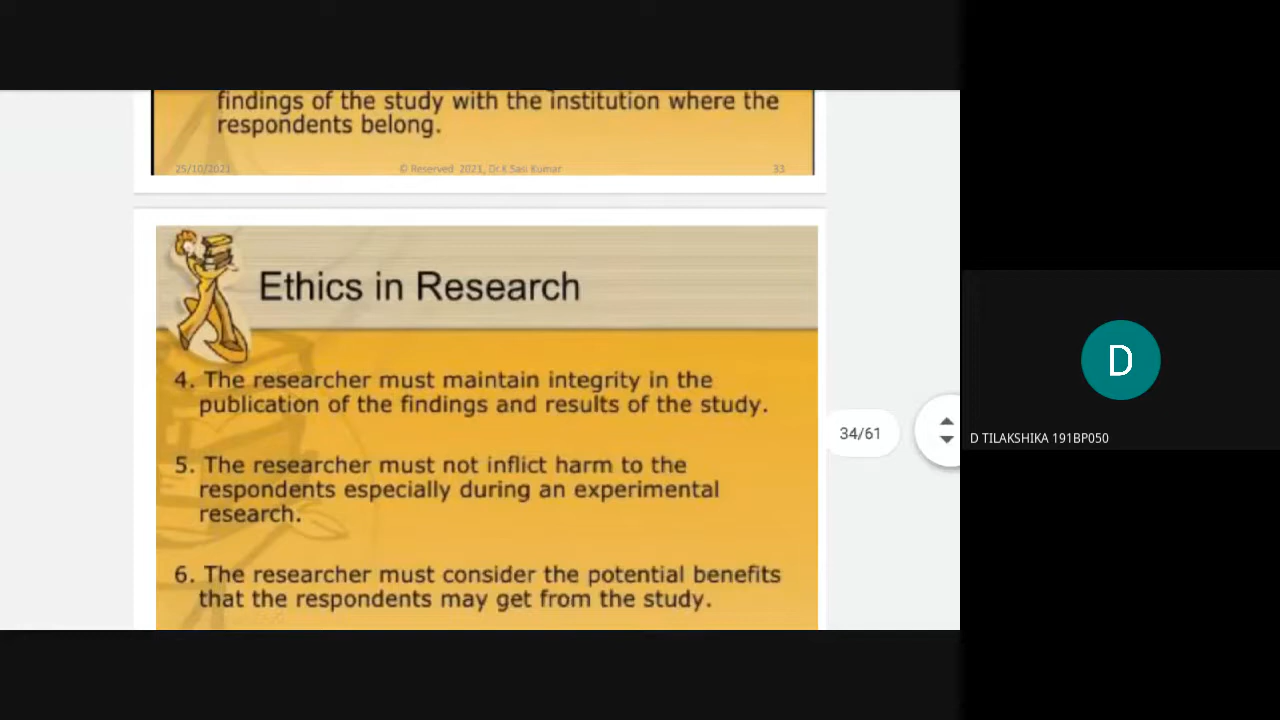 findings of the study with the institution where the
respondents belong.
25/10/2021
© Reserved 2021, Dr.K.Sasi Kumar
33
Ethics in Research
4. The researcher must maintain integrity in the
publication of the findings and results of the study.
34/61
D
D TILAKSHIKA 191BP050
5. The researcher must not inflict harm to the
respondents especially during an experimental
research.
6. The researcher must consider the potential benefits
that the respondents may get from the study.